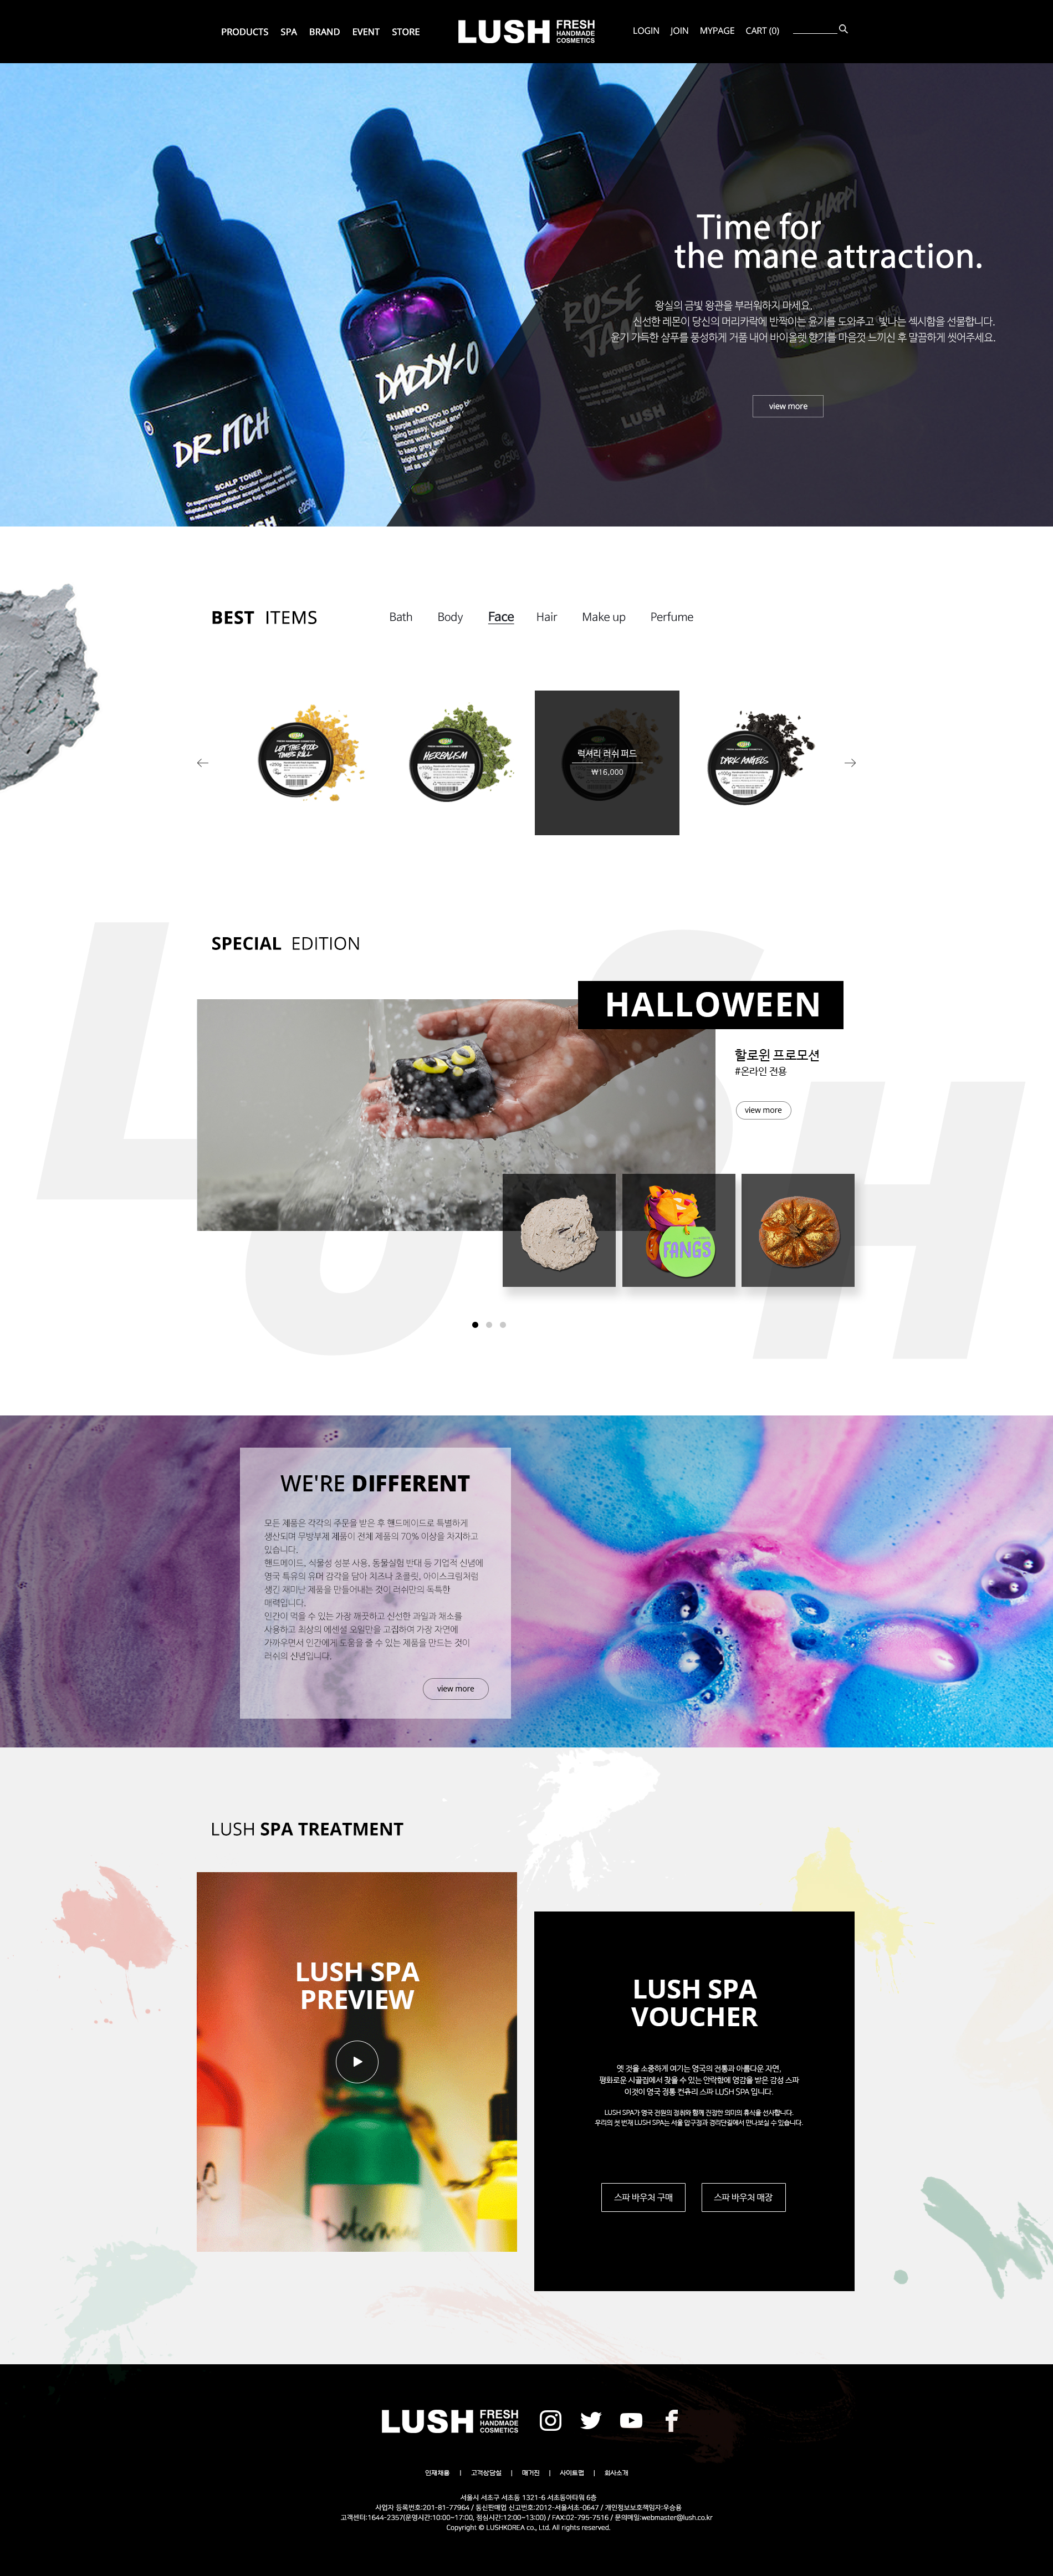 PRODUCTS SPA BRAND EVENT STORE
LUSH FRESH HANDMADE COSMETICS
LOGIN JOIN MYPAGE CART (0)
Time for
the mane attraction.
왕실의 금빛 왕관을 부러워하지 마세요.
신선한 레몬이 당신의 머리카락에 반짝이는 윤기를 도와주고 빛나는 섹시함을 선물합니다.
윤기 가득한 샴푸를 풍성하게 거품 내어 바이올렛 향기를 마음껏 느끼신 후 말끔하게 씻어주세요.
view more
DR.ITCH
SCALP TONER
e250g
DADDY-O
SHAMPOO
e250g
ROSE
SHOWER GEL
LUSH
HAPPY HAPPY
BEST ITEMS
Bath Body Face Hair Make up Perfume
LET THE GOOD
TIMES ROLL
HERBALISM
럭셔리 러쉬 퍼드
₩16,000
DARK ANGELS
LUSH
SPECIAL EDITION
HALLOWEEN
할로윈 프로모션
#온라인 전용
view more
FANGS
WE'RE DIFFERENT
모든 제품은 각각의 주문을 받은 후 핸드메이드로 특별하게
생산되며 무방부제 제품이 전체 제품의 70% 이상을 차지하고
있습니다.
핸드메이드, 식물성 성분 사용, 동물실험 반대 등 기업적 신념에
영국 특유의 유머 감각을 담아 치즈나 초콜릿, 아이스크림처럼
생긴 재미난 제품을 만들어내는 것이 러쉬만의 독특한
매력입니다.
인간이 먹을 수 있는 가장 깨끗하고 신선한 과일과 채소를
사용하고 최상의 에센셜 오일만을 고집하여 가장 자연에
가까우면서 인간에게 도움을 줄 수 있는 제품을 만드는 것이
러쉬의 신념입니다.
view more
LUSH SPA TREATMENT
LUSH SPA
PREVIEW
LUSH SPA
VOUCHER
옛 것을 소중하게 여기는 영국의 전통과 아름다운 자연,
평화로운 시골집에서 찾을 수 있는 안락함에 영감을 받은 감성 스파
이것이 영국 정통 컨츄리 스파 LUSH SPA 입니다.
LUSH SPA가 영국 전원의 정취와 함께 진정한 의미의 휴식을 선사합니다.
우리의 첫 번재 LUSH SPA는 서울 압구정과 경리단길에서 만나보실 수 있습니다.
스파 바우처 구매
스파 바우처 매장
LUSH FRESH HANDMADE COSMETICS
인재채용 | 고객상담실 | 매거진 | 사이트맵 | 회사소개
서울시 서초구 서초동 1321-6 서초동아타워 6층
사업자 등록번호:201-81-77964 / 통신판매업 신고번호:2012-서울서초-0647 / 개인정보보호책임자:우승용
고객센터:1644-2357(운영시간:10:00~17:00, 점심시간:12:00~13:00) / FAX:02-795-7516 / 문의메일:webmaster@lush.co.kr
Copyright © LUSHKOREA co., Ltd. All rights reserved.